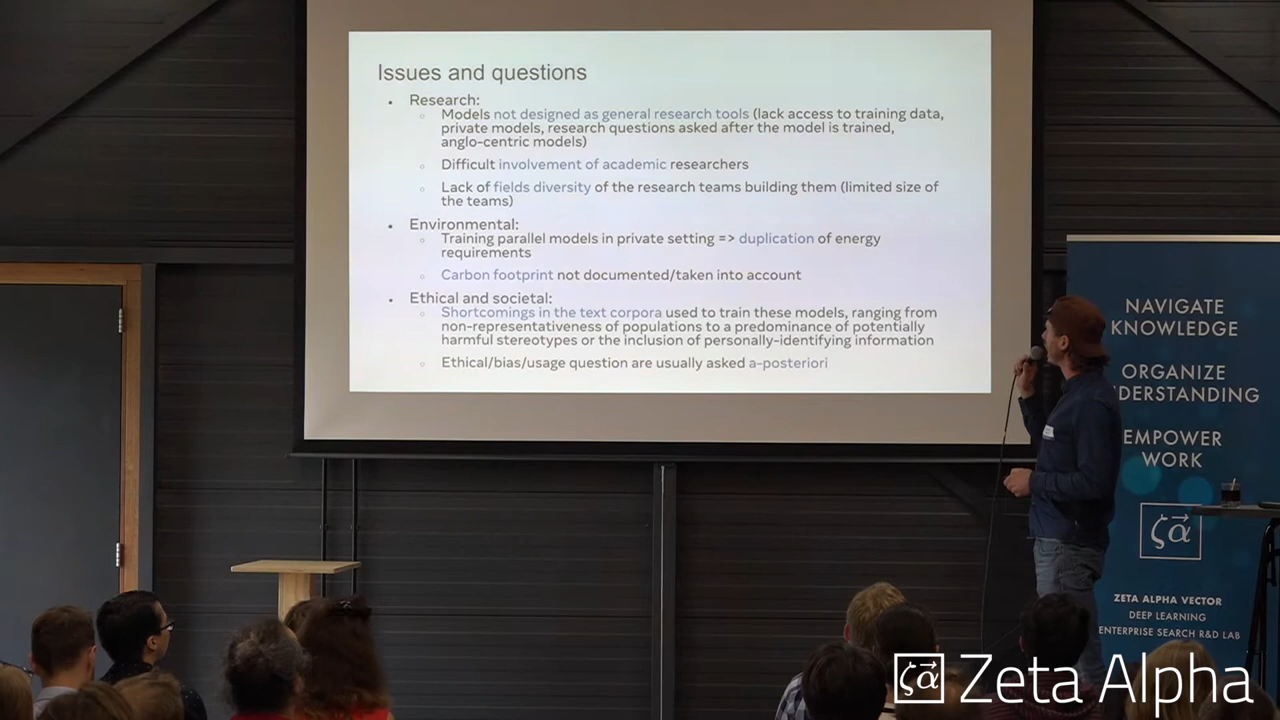 Issues and questions
• Research:
○ Models not designed as general research tools (lack access to training data,
private models, research questions asked after the model is trained,
anglo-centric models)
○ Difficult involvement of academic researchers
○ Lack of fields diversity of the research teams building them (limited size of
the teams)
• Environmental:
○ Training parallel models in private setting => duplication of energy
requirements
○ Carbon footprint not documented/taken into account
• Ethical and societal:
○ Shortcomings in the text corpora used to train these models, ranging from
non-representativeness of populations to a predominance of potentially
harmful stereotypes or the inclusion of personally-identifying information
○ Ethical/bias/usage question are usually asked a-posteriori
NAVIGATE
KNOWLEDGE
ORGANIZE
DERSTANDING
EMPOWER
WORK
ζα
ZETA ALPHA VECTOR
DEEP LEARNING
ENTERPRISE SEARCH R&D LAB
ζα Zeta Alpha